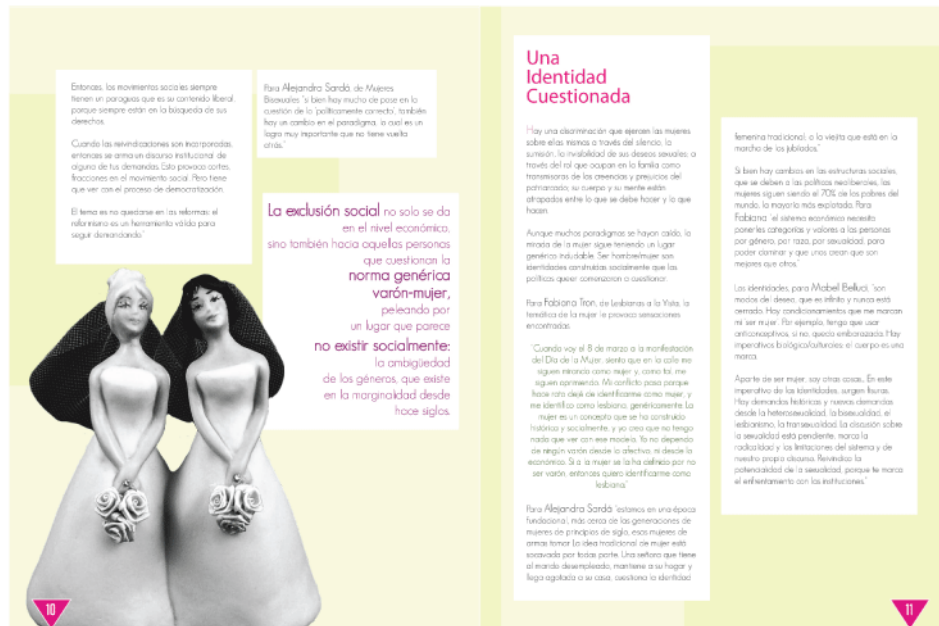 Entonces, los movimientos sociales siempre
tienen un paraguas que es su contenido liberal,
porque siempre están en la búsqueda de sus
derechos.
Cuando las reivindicaciones son incorporadas,
entonces se arma un discurso institucional de
alguna de tus demandas. Esto provoca cortes,
fracciones en el movimiento social. Pero tiene
que ver con el proceso de democratización.
El tema es no quedarse en las reformas; el
reformismo es un herramienta válida para
seguir demandando."
Para Alejandra Sardá, de Mujeres
Bisexuales "si bien hay mucho de pose en la
cuestión de lo 'políticamente correcto', también
hay un cambio en el paradigma, lo cual es un
logro muy importante que no tiene vuelta
atrás."
La exclusión social no solo se da
en el nivel económico,
sino también hacia aquellas personas
que cuestionan la
norma genérica
varón-mujer,
peleando por
un lugar que parece
no existir socialmente:
la ambigüedad
de los géneros, que existe
en la marginalidad desde
hace siglos.
10
Una
Identidad
Cuestionada
Hay una discriminación que ejercen las mujeres
sobre ellas mismas a través del silencio, la
sumisión, la invisibilidad de sus deseos sexuales; a
través del rol que ocupan en la familia como
transmisoras de las creencias y prejuicios del
patriarcado; su cuerpo y su mente están
atrapados entre lo que se debe hacer y lo que
hacen.
Aunque muchos paradigmas se hayan caído, la
mirada de la mujer sigue teniendo un lugar
genérico indudable. Ser hombre/mujer son
identidades construidas socialmente que las
políticas queer comenzaron a cuestionar.
Para Fabiana Tron, de Lesbianas a la Vista, la
temática de la mujer le provoca sensaciones
encontradas.
"Cuando voy el 8 de marzo a la manifestación
del Día de la Mujer, siento que en la calle me
siguen mirando como mujer y, como tal, me
siguen oprimiendo. Mi conflicto pasa porque
hace rato dejé de identificarme como mujer, y
me identifico como lesbiana, genéricamente. La
mujer es un concepto que se ha construido
histórica y socialmente, y yo creo que no tengo
nada que ver con ese modelo. Yo no dependo
de ningún varón desde lo afectivo, ni desde lo
económico. Si a la mujer se la ha definido por no
ser varón, entonces quiero identificarme como
lesbiana."
Para Alejandra Sardá "estamos en una época
fundacional, más cerca de las generaciones de
mujeres de principios de siglo, esas mujeres de
armas tomar. La idea tradicional de mujer está
socavada por todas parte. Una señora que tiene
al marido desempleado, mantiene a su hogar y
llega agotada a su casa, cuestiona la identidad
femenina tradicional, o la viejita que está en la
marcha de los jubilados."
Si bien hay cambios en las estructuras sociales,
que se deben a las políticas neoliberales, las
mujeres siguen siendo el 70% de los pobres del
mundo, la mayoría más explotada. Para
Fabiana "el sistema económico necesita
ponerles categorías y valores a las personas
por género, por raza, por sexualidad, para
poder dominar y que unos crean que son
mejores que otros."
Las identidades, para Mabel Belluci, "son
modos del deseo, que es infinito y nunca está
cerrado. Hay condicionamientos que me marcan
mi ser mujer. Por ejemplo, tengo que usar
anticonceptivos, si no, quedo embarazada. Hay
imperativos biológico/culturales: el cuerpo es una
marca.
Aparte de ser mujer, soy otras cosas. En este
imperativo de las identidades, surgen fisuras.
Hay demandas históricas y nuevas demandas
desde la heterosexualidad, la bisexualidad, el
lesbianismo, la transexualidad. La discusión sobre
la sexualidad está pendiente; marca la
radicalidad y las limitaciones del sistema y de
nuestro propio discurso. Reivindico la
potencialidad de la sexualidad, porque te marca
el enfrentamiento con las instituciones."
11